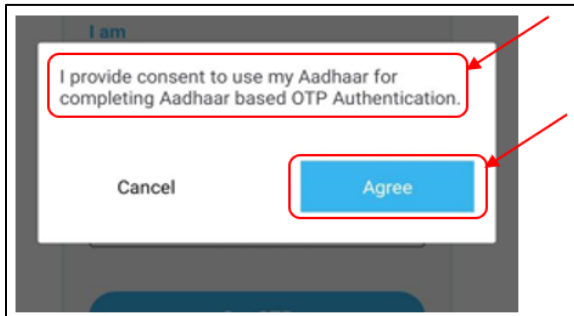 I am
I provide consent to use my Aadhaar for
completing Aadhaar based OTP Authentication.
Cancel
Agree